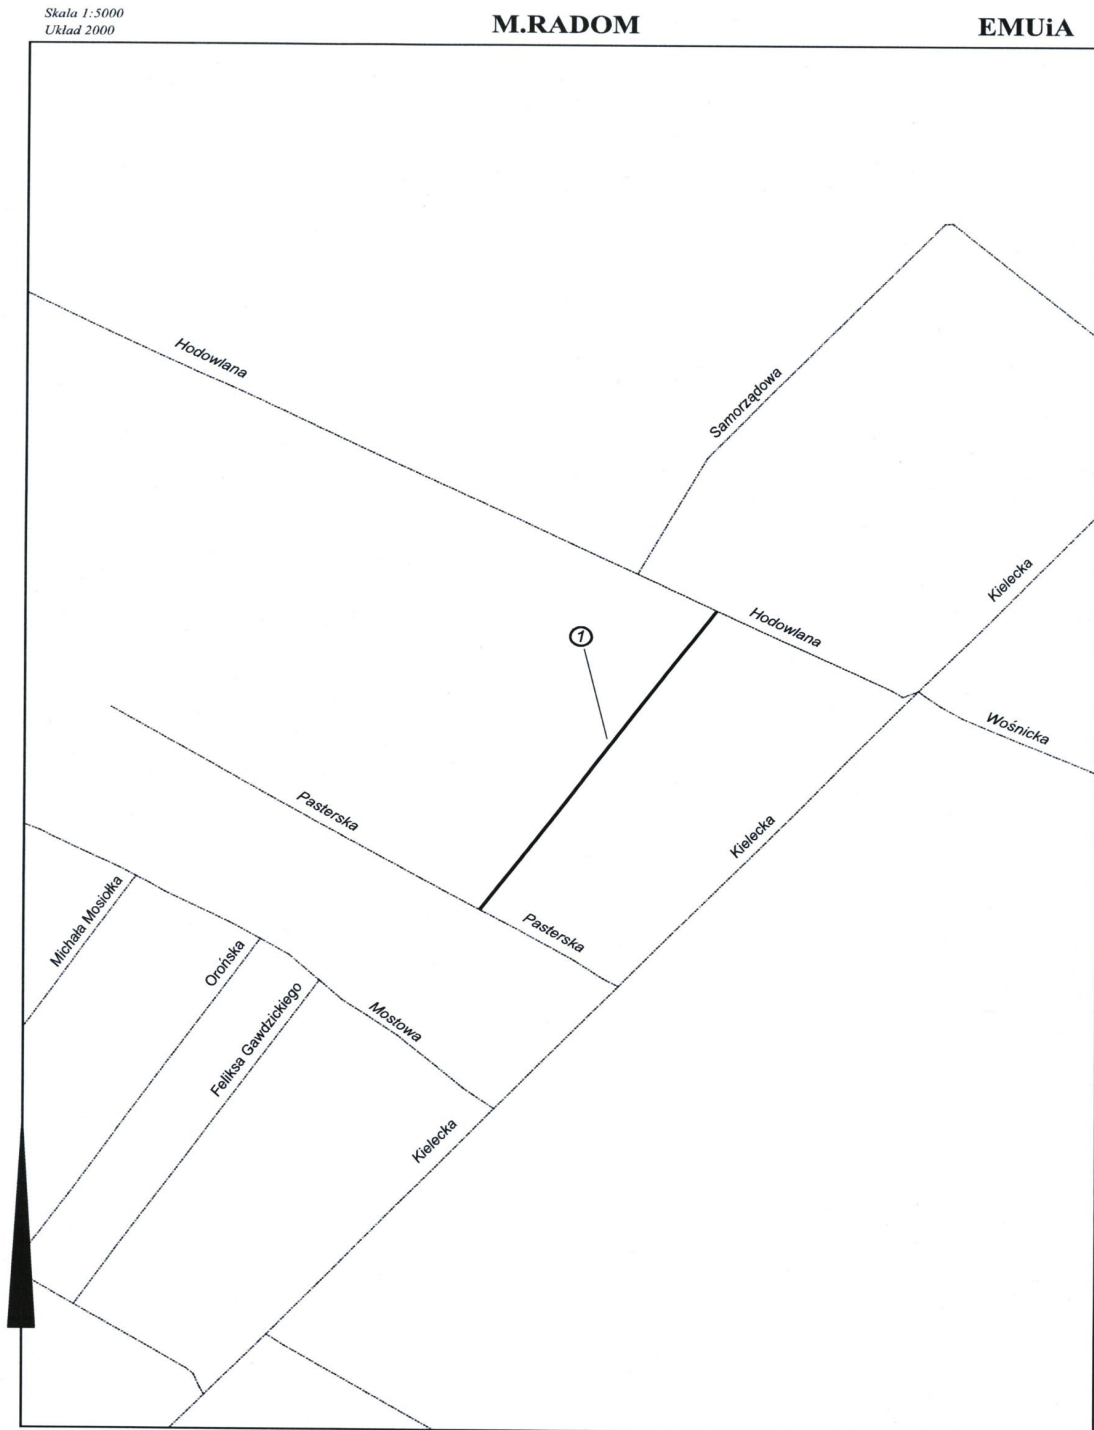 Skala 1:5000
Układ 2000
M.RADOM
EMUiA
Hodowlana
Samorządowa
Kielecka
Hodowlana
1
Wośnicka
Pasterska
Kielecka
Michała Mosiołka
Orońska
Pasterska
Feliksa Gawdzickiego
Mostowa
Kielecka